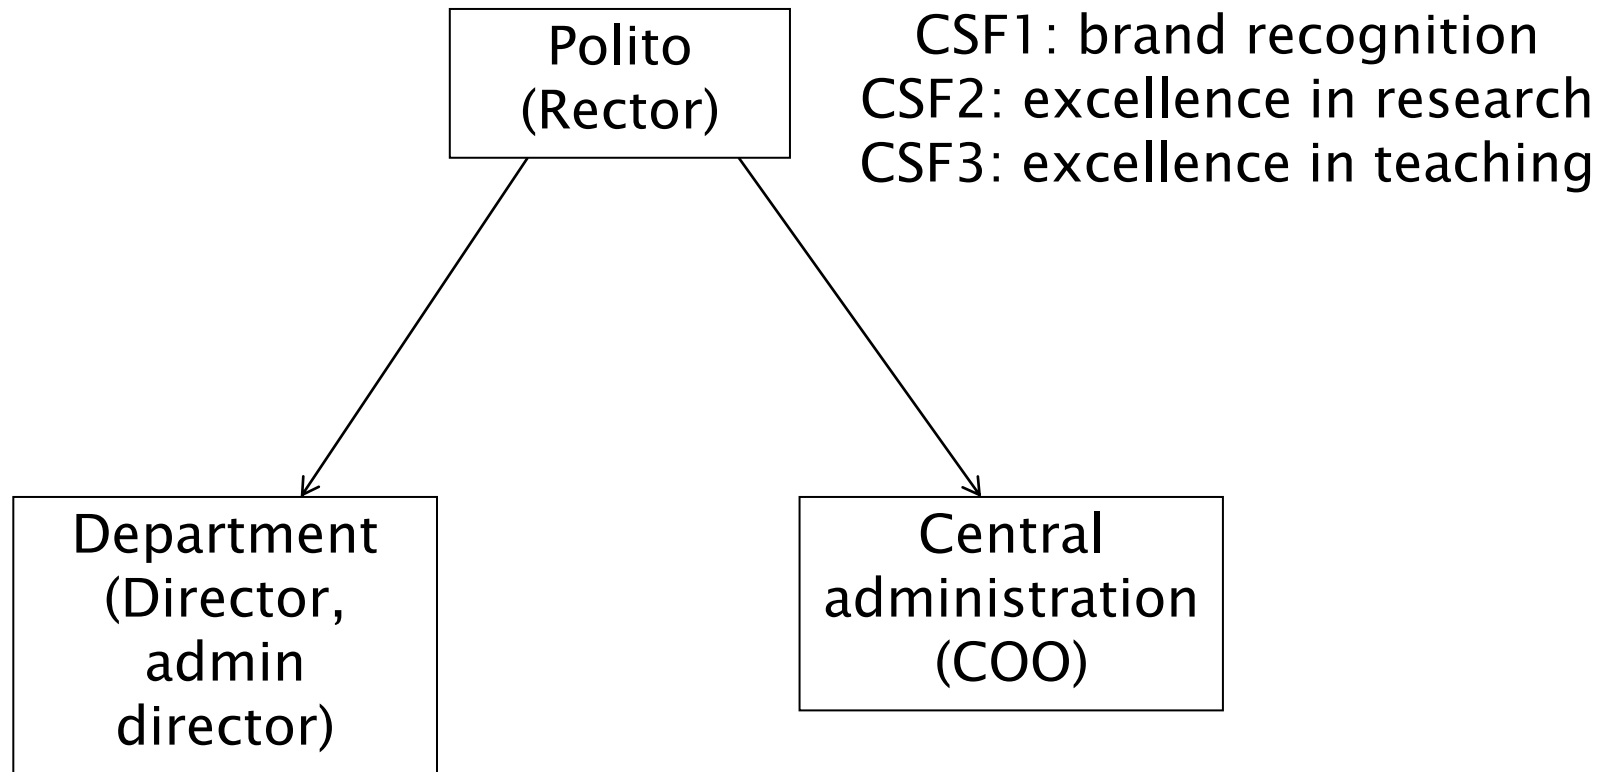 Polito
(Rector)
CSF1: brand recognition
CSF2: excellence in research
CSF3: excellence in teaching
Department
(Director,
admin
director)
Central
administration
(COO)